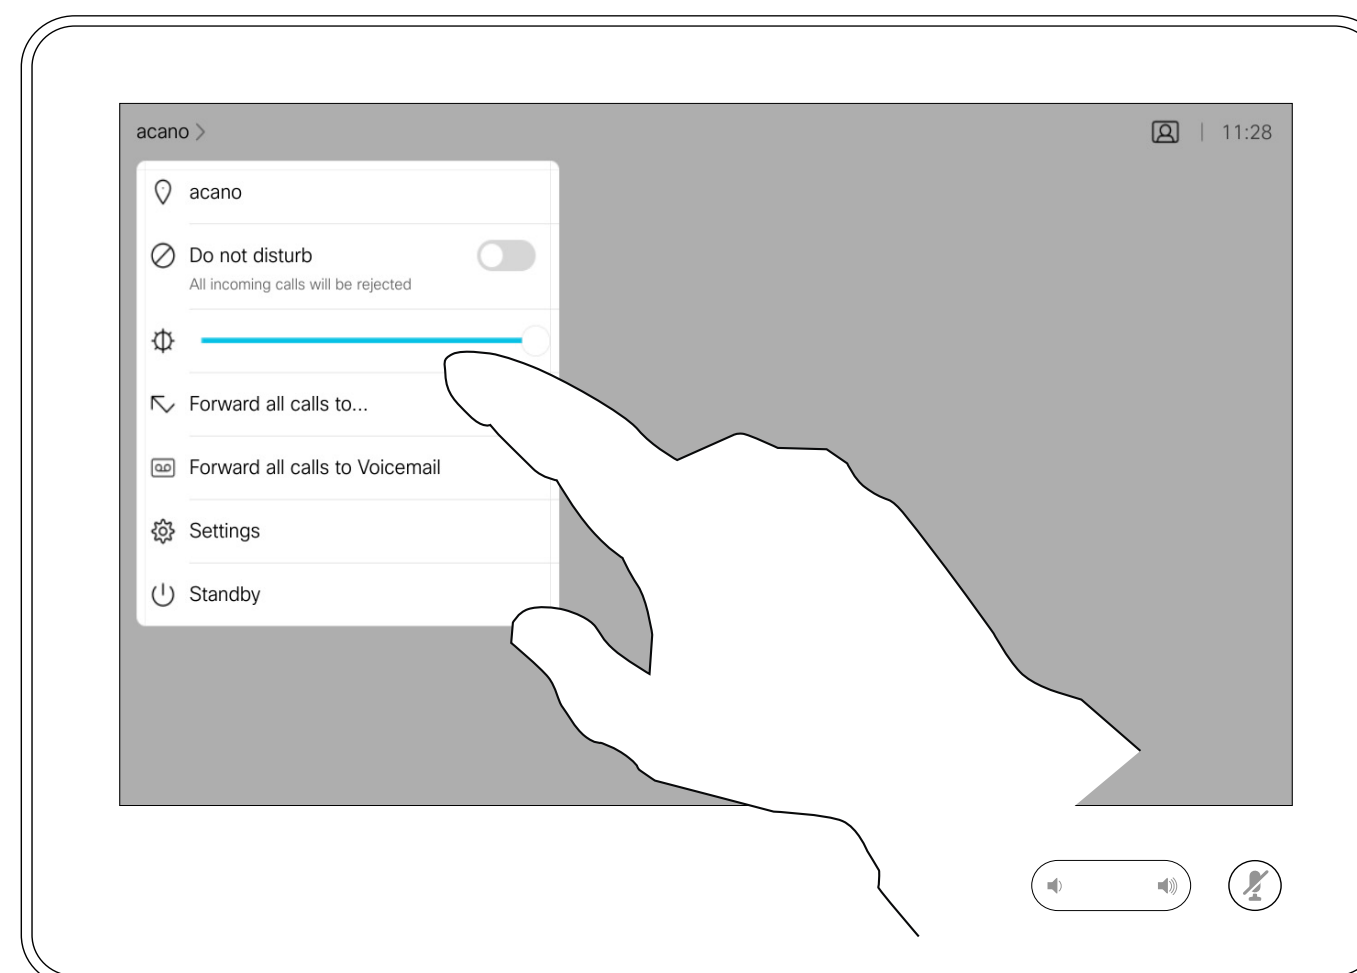 acano
11:28
acano
Do not disturb
All incoming calls will be rejected
Forward all calls to...
Forward all calls to Voicemail
Settings
Standby